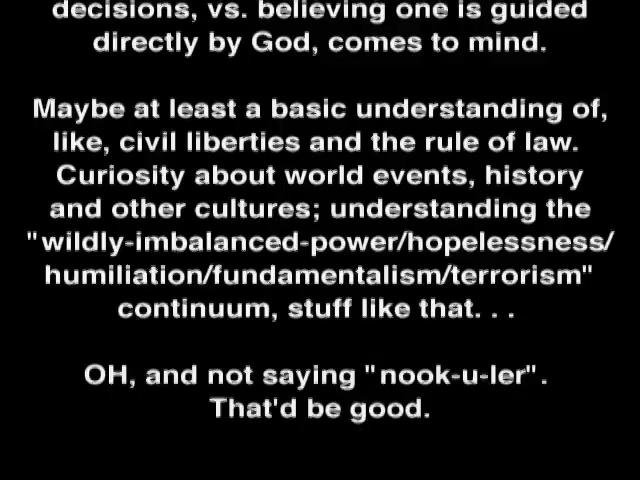 decisions, vs. believing one is guided
directly by God, comes to mind.
Maybe at least a basic understanding of,
like, civil liberties and the rule of law.
Curiosity about world events, history
and other cultures; understanding the
"wildly-imbalanced-power/hopelessness/
humiliation/fundamentalism/terrorism"
continuum, stuff like that. . .
OH, and not saying "nook-u-ler".
That'd be good.